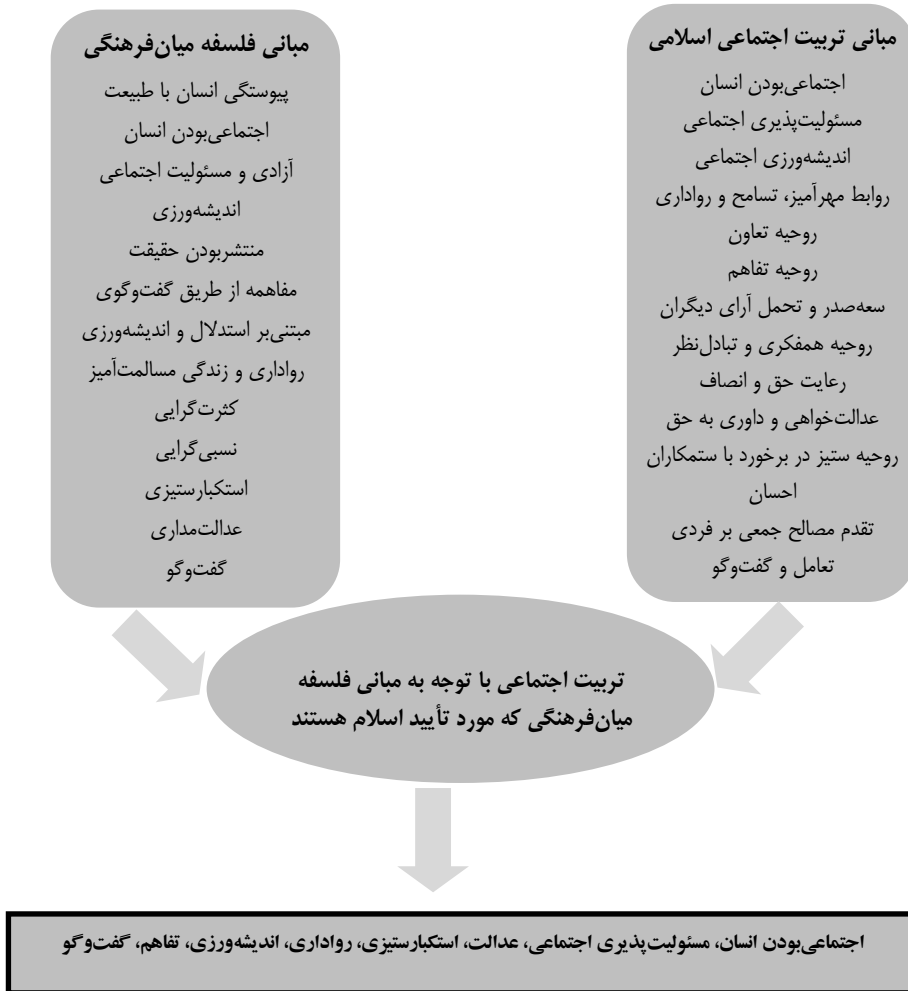 مبانی تربیت اجتماعی اسلامی
اجتماعی‌بودن انسان
مسئولیت‌پذیری اجتماعی
اندیشه‌ورزی اجتماعی
روابط مهرآمیز، تسامح و رواداری
روحیه تعاون
روحیه تفاهم
سعه‌صدر و تحمل آرای دیگران
روحیه همفکری و تبادل‌نظر
رعایت حق و انصاف
عدالت‌خواهی و داوری به حق
روحیه ستیز در برخورد با ستمکاران
احسان
تقدم مصالح جمعی بر فردی
تعامل و گفت‌وگو
مبانی فلسفه میان‌فرهنگی
پیوستگی انسان با طبیعت
اجتماعی‌بودن انسان
آزادی و مسئولیت اجتماعی
اندیشه‌ورزی
منتشربودن حقیقت
مفاهمه از طریق گفت‌وگوی
مبتنی‌بر استدلال و اندیشه‌ورزی
رواداری و زندگی مسالمت‌آمیز
کثرت‌گرایی
نسبی‌گرایی
استکبارستیزی
عدالت‌مداری
گفت‌وگو
تربیت اجتماعی با توجه به مبانی فلسفه
میان‌فرهنگی که مورد تأیید اسلام هستند
اجتماعی‌بودن انسان، مسئولیت‌پذیری اجتماعی، عدالت، استکبارستیزی، رواداری، اندیشه‌ورزی، تفاهم، گفت‌وگو